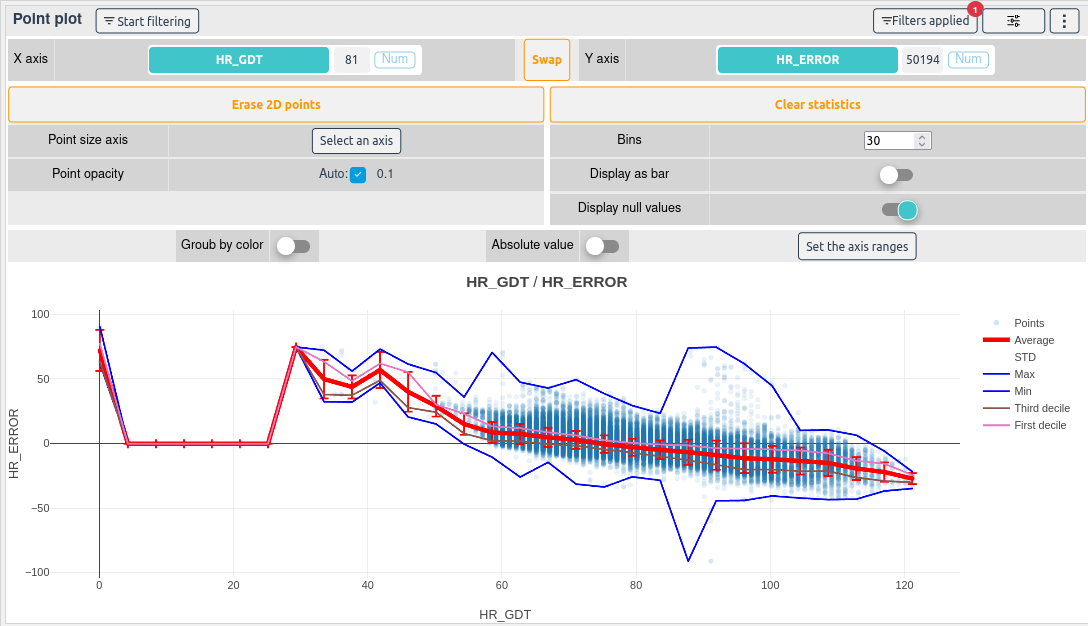 Point plot
Start filtering
Filters applied
1
X axis
HR_GDT
81
Num
Swap
Y axis
HR_ERROR
50194
Num
Erase 2D points
Clear statistics
Point size axis
Select an axis
Bins
30
Point opacity
Auto:
0.1
Display as bar
Display null values
Groub by color
Absolute value
Set the axis ranges
HR_GDT / HR_ERROR
100
50
0
−50
−100
HR_ERROR
0
20
40
60
80
100
120
HR_GDT
Points
Average
STD
Max
Min
Third decile
First decile